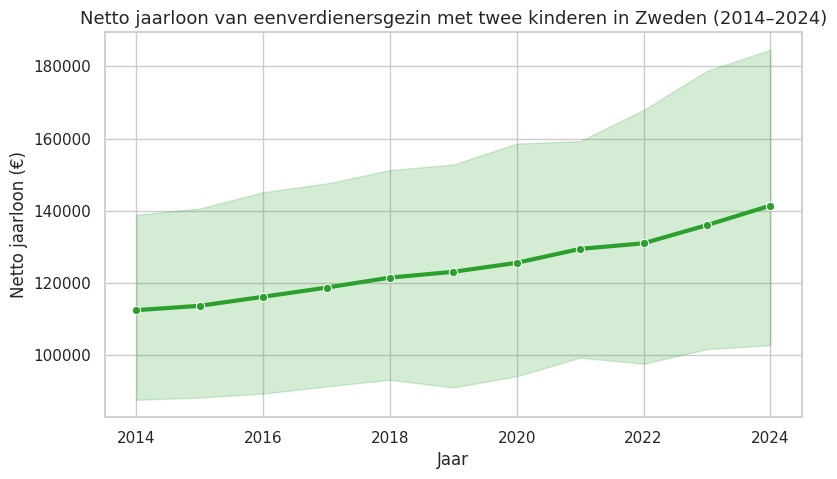 Netto jaarloon van eenverdienersgezin met twee kinderen in Zweden (2014–2024)
Netto jaarloon (€)
180000
160000
140000
120000
100000
2014 2016 2018 2020 2022 2024
Jaar